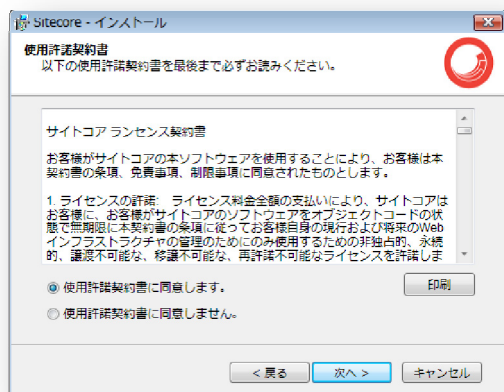 Sitecore - インストール
使用許諾契約書
以下の使用許諾契約書を最後まで必ずお読みください。
サイトコア ランセンス契約書
お客様がサイトコアの本ソフトウェアを使用することにより、お客様は本
契約書の条項、免責事項、制限事項に同意されたものとします。
1. ライセンスの許諾:　ライセンス料金全額の支払いにより、サイトコアは
お客様に、お客様がサイトコアのソフトウェアをオブジェクトコードの状
態で無期限に本契約書の条項に従ってお客様自身の現行および将来のWeb
インフラストラクチャの管理のためにのみ使用するための非独占的、永続
的、譲渡不可能な、移譲不可能な、再許諾不可能なライセンスを許諾しま
使用許諾契約書に同意します。
印刷
使用許諾契約書に同意しません。
< 戻る
次へ >
キャンセル